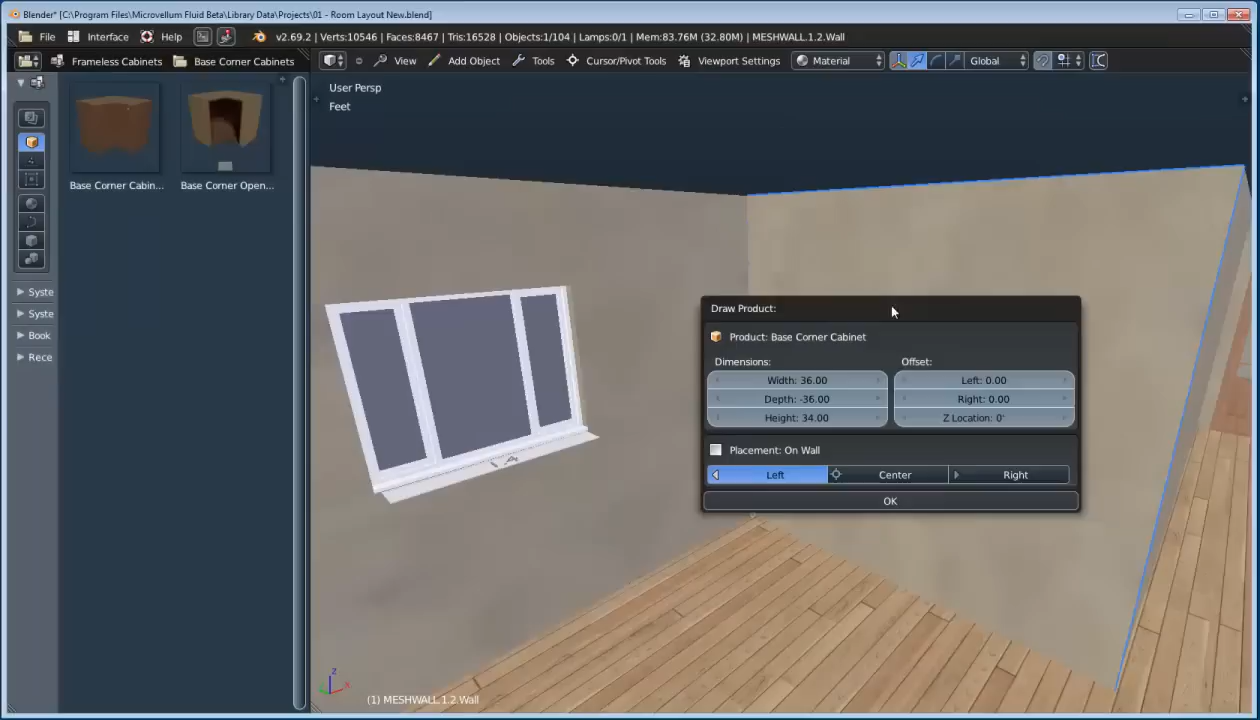 Blender* [C:\Program Files\Microvellum Fluid Beta\Library Data\Projects\01 - Room Layout New.blend]
File Interface Help v2.69.2 | Verts:10546 | Faces:8467 | Tris:16528 | Objects:1/104 | Lamps:0/1 | Mem:83.76M (32.80M) | MESHWALL.1.2.Wall
Frameless Cabinets Base Corner Cabinets View Add Object Tools Cursor/Pivot Tools Viewport Settings Material Global
User Persp
Feet
Base Corner Cabin... Base Corner Open...
Syste
Syste
Book
Rece
Draw Product:
Product: Base Corner Cabinet
Dimensions: Offset:
Width: 36.00 Left: 0.00
Depth: -36.00 Right: 0.00
Height: 34.00 Z Location: 0°
Placement: On Wall
Left Center Right
OK
Z
X
(1) MESHWALL.1.2.Wall